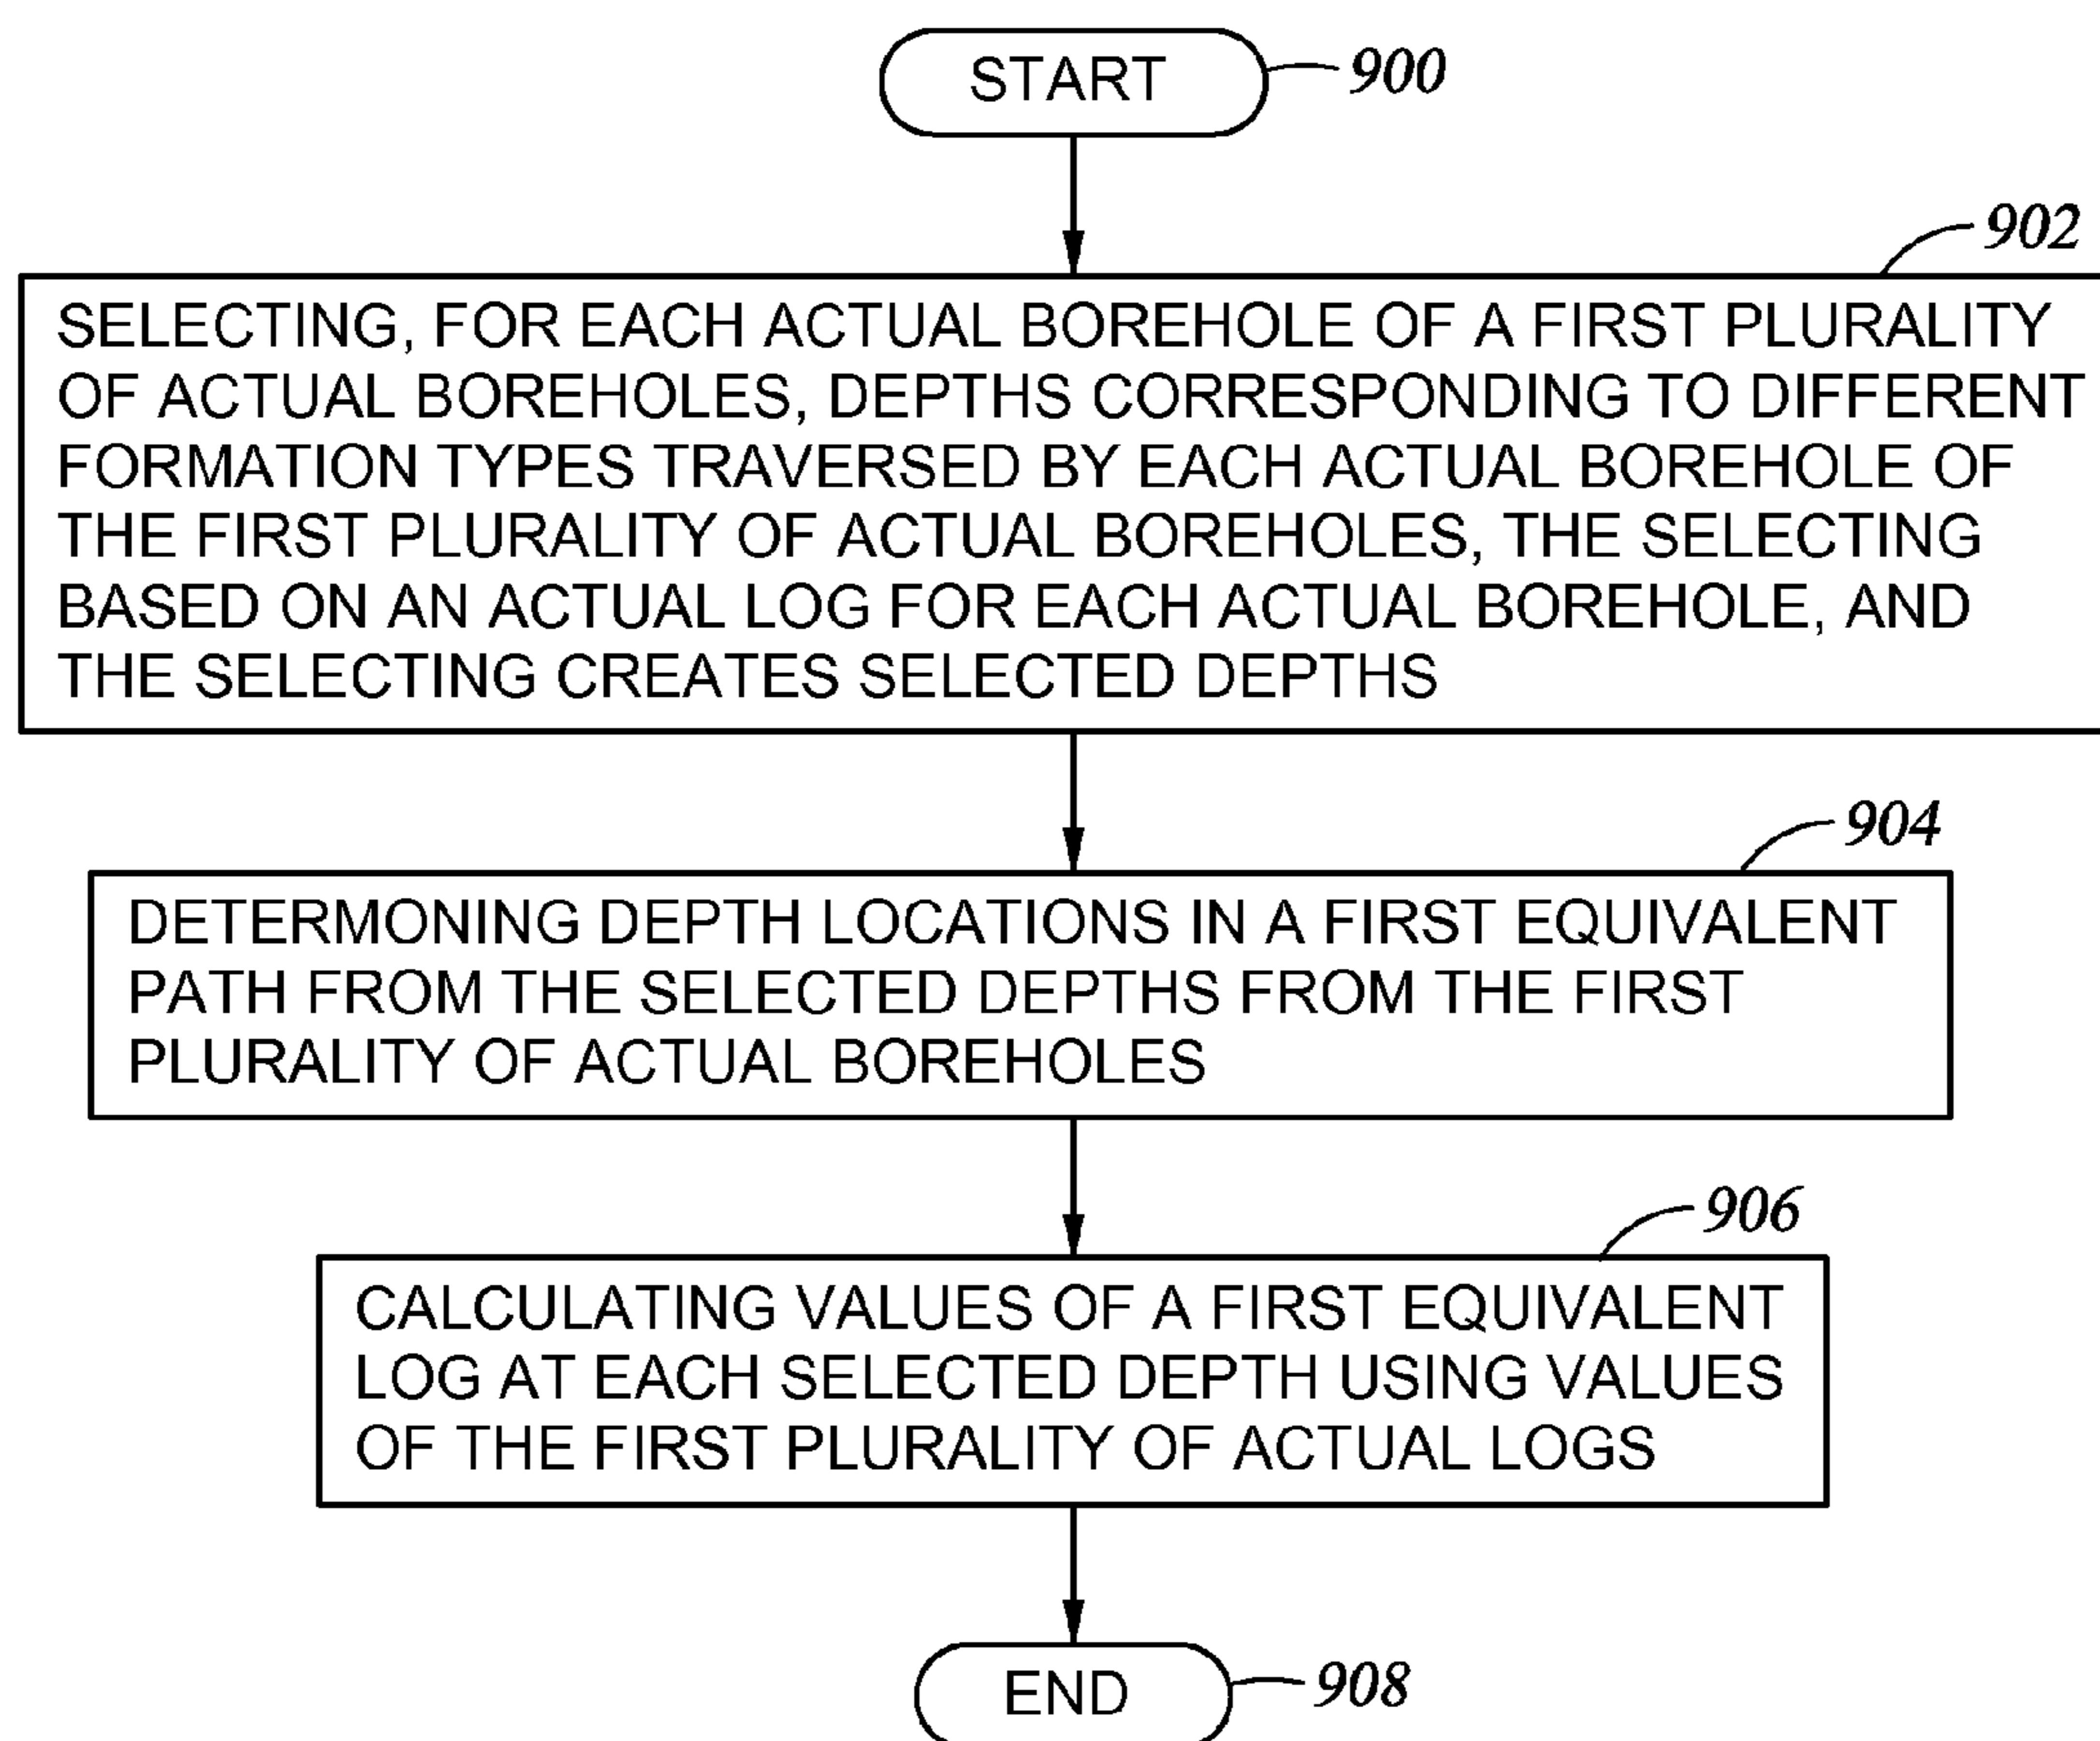 START
900
902
SELECTING, FOR EACH ACTUAL BOREHOLE OF A FIRST PLURALITY
OF ACTUAL BOREHOLES, DEPTHS CORRESPONDING TO DIFFERENT
FORMATION TYPES TRAVERSED BY EACH ACTUAL BOREHOLE OF
THE FIRST PLURALITY OF ACTUAL BOREHOLES, THE SELECTING
BASED ON AN ACTUAL LOG FOR EACH ACTUAL BOREHOLE, AND
THE SELECTING CREATES SELECTED DEPTHS
904
DETERMONING DEPTH LOCATIONS IN A FIRST EQUIVALENT
PATH FROM THE SELECTED DEPTHS FROM THE FIRST
PLURALITY OF ACTUAL BOREHOLES
906
CALCULATING VALUES OF A FIRST EQUIVALENT
LOG AT EACH SELECTED DEPTH USING VALUES
OF THE FIRST PLURALITY OF ACTUAL LOGS
END
908